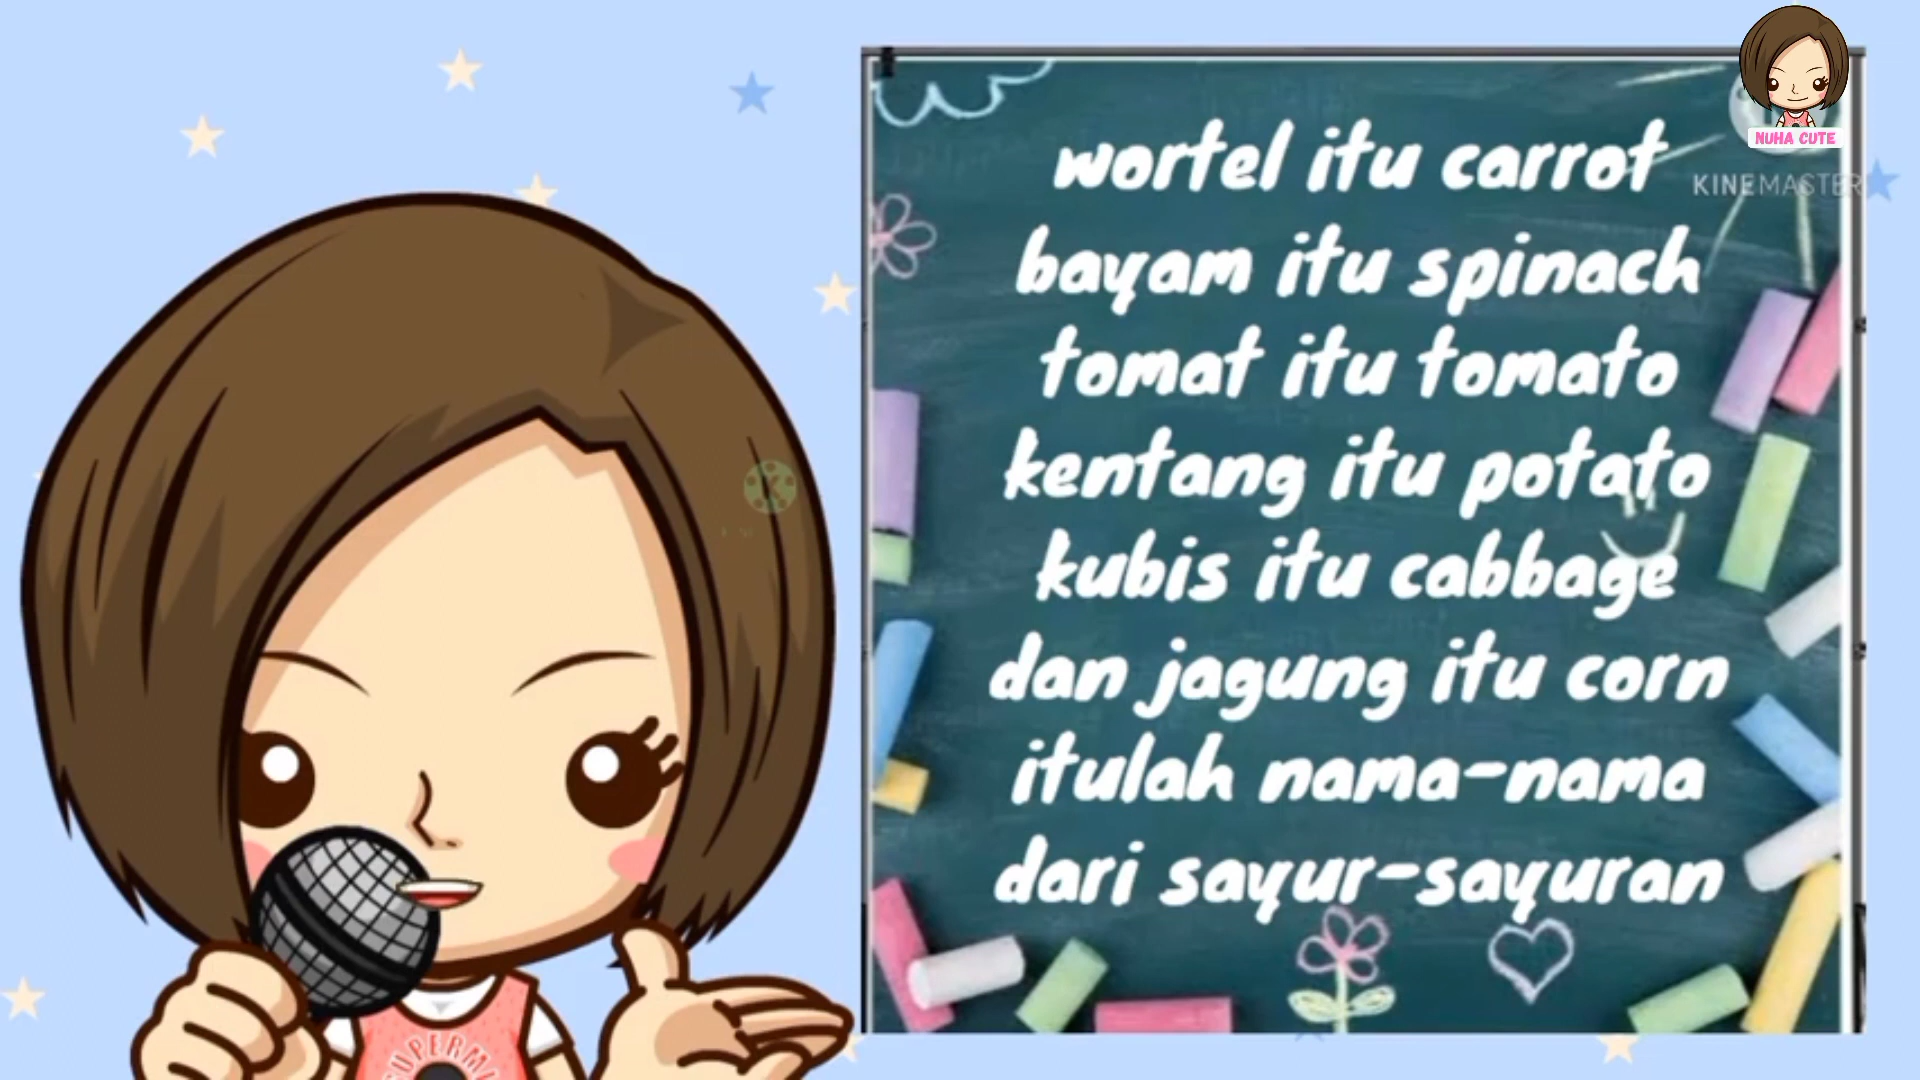 NUHA CUTE
KINEMASTER
wortel itu carrot
bayam itu spinach
tomat itu tomato
kentang itu potato
kubis itu cabbage
dan jagung itu corn
itulah nama-nama
dari sayur-sayuran